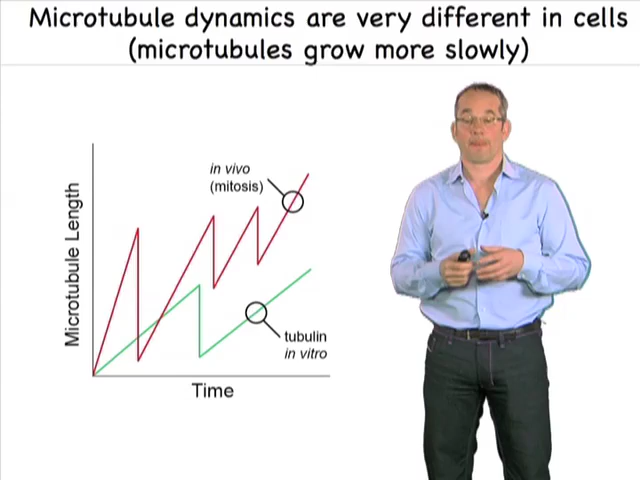 Microtubule dynamics are very different in cells
(microtubules grow more slowly)
in vivo
(mitosis)
Microtubule Length
tubulin
in vitro
Time